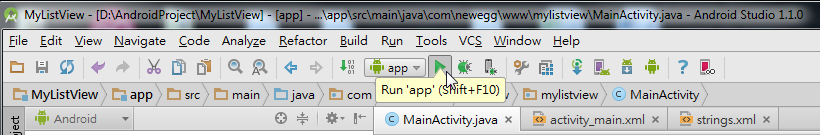 MyListView - [D:\AndroidProject\MyListView] - [app] - ...\app\src\main\java\com\newegg\www\mylistview\MainActivity.java - Android Studio 1.1.0
File Edit View Navigate Code Analyze Refactor Build Run Tools VCS Window Help
app
Run 'app' (Shift+F10)
MyListView app src main java com mylistview MainActivity
Android MainActivity.java activity_main.xml strings.xml